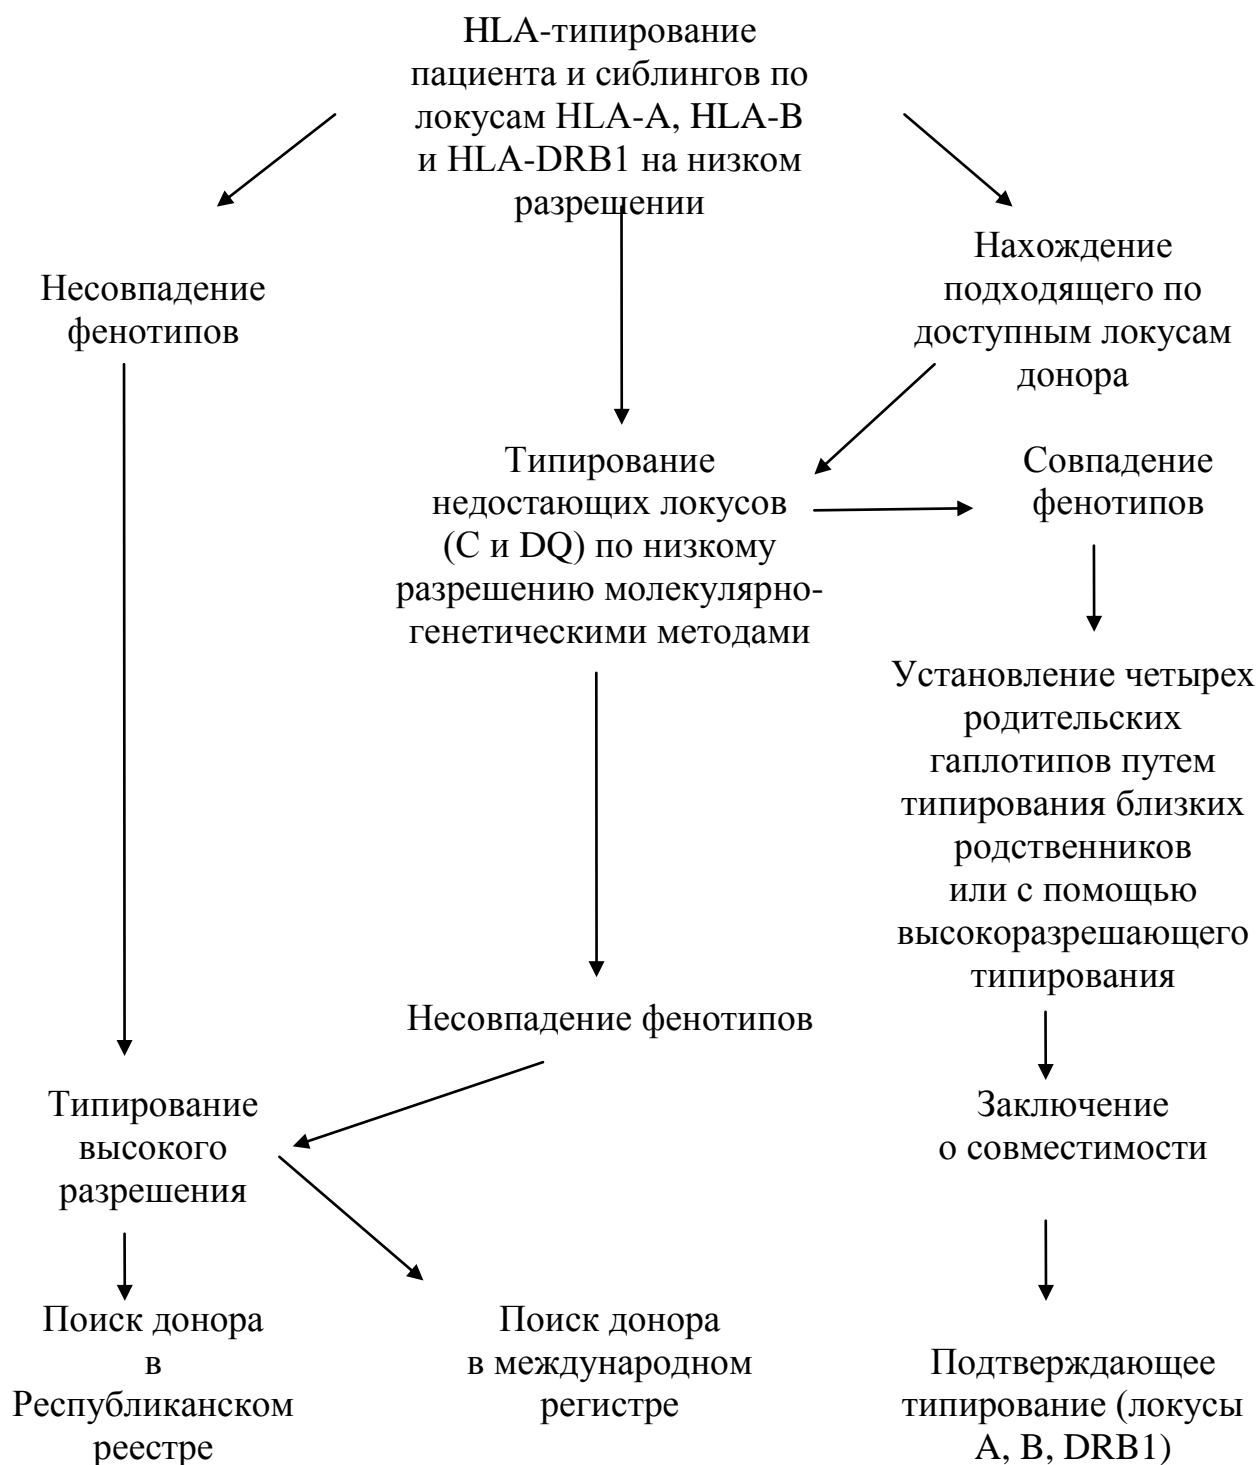 HLA-типирование
пациента и сиблингов по
локусам HLA-A, HLA-B
и HLA-DRB1 на низком
разрешении
Несовпадение
фенотипов
Нахождение
подходящего по
доступным локусам
донора
Типирование
недостающих локусов
(C и DQ) по низкому
разрешению молекулярно-
генетическими методами
Совпадение
фенотипов
Установление четырех
родительских
гаплотипов путем
типирования близких
родственников
или с помощью
высокоразрешающего
типирования
Несовпадение фенотипов
Типирование
высокого
разрешения
Заключение
о совместимости
Поиск донора
в
Республиканском
реестре
Поиск донора
в международном
регистре
Подтверждающее
типирование (локусы
A, B, DRB1)